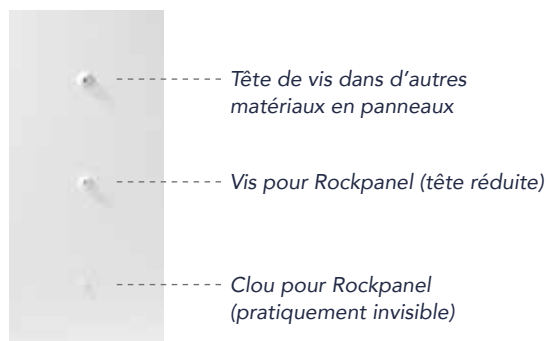 Tête de vis dans d’autres
matériaux en panneaux
Vis pour Rockpanel (tête réduite)
Clou pour Rockpanel
(pratiquement invisible)